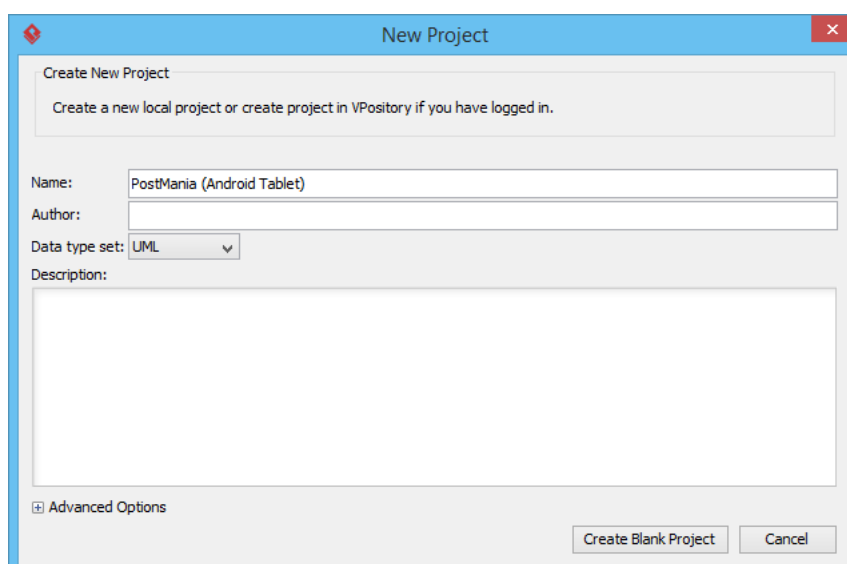 New Project
Create New Project
Create a new local project or create project in VPository if you have logged in.
Name: PostMania (Android Tablet)
Author:
Data type set: UML
Description:
Advanced Options
Create Blank Project Cancel